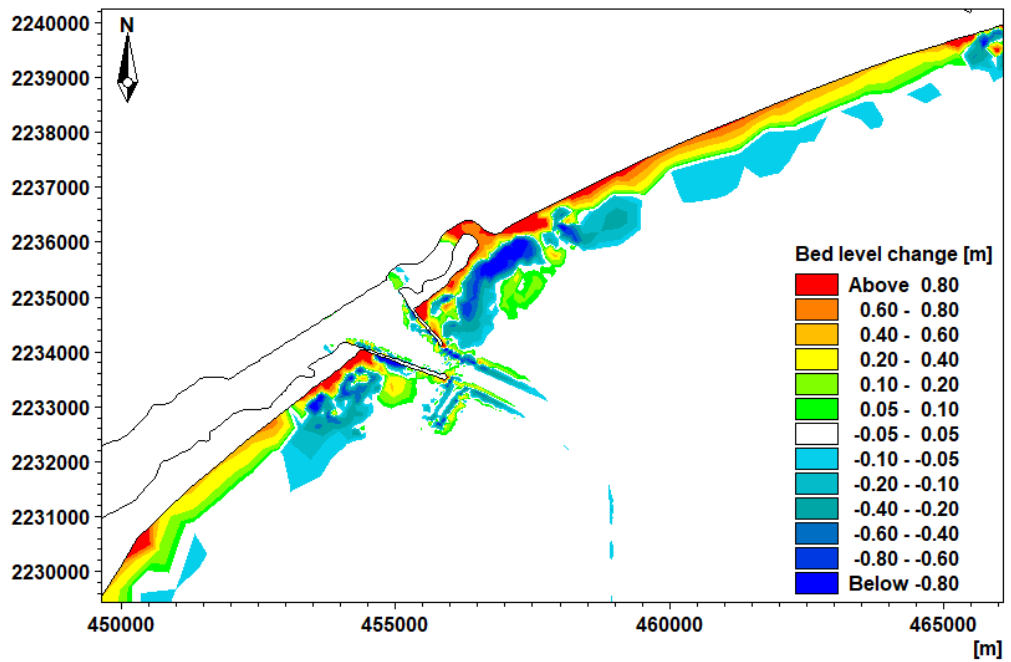 2240000
N
2239000
2238000
2237000
2236000
2235000
2234000
2233000
2232000
2231000
2230000
Bed level change [m]
Above 0.80
0.60 - 0.80
0.40 - 0.60
0.20 - 0.40
0.10 - 0.20
0.05 - 0.10
-0.05 - 0.05
-0.10 - -0.05
-0.20 - -0.10
-0.40 - -0.20
-0.60 - -0.40
-0.80 - -0.60
Below -0.80
450000 455000 460000 465000
[m]